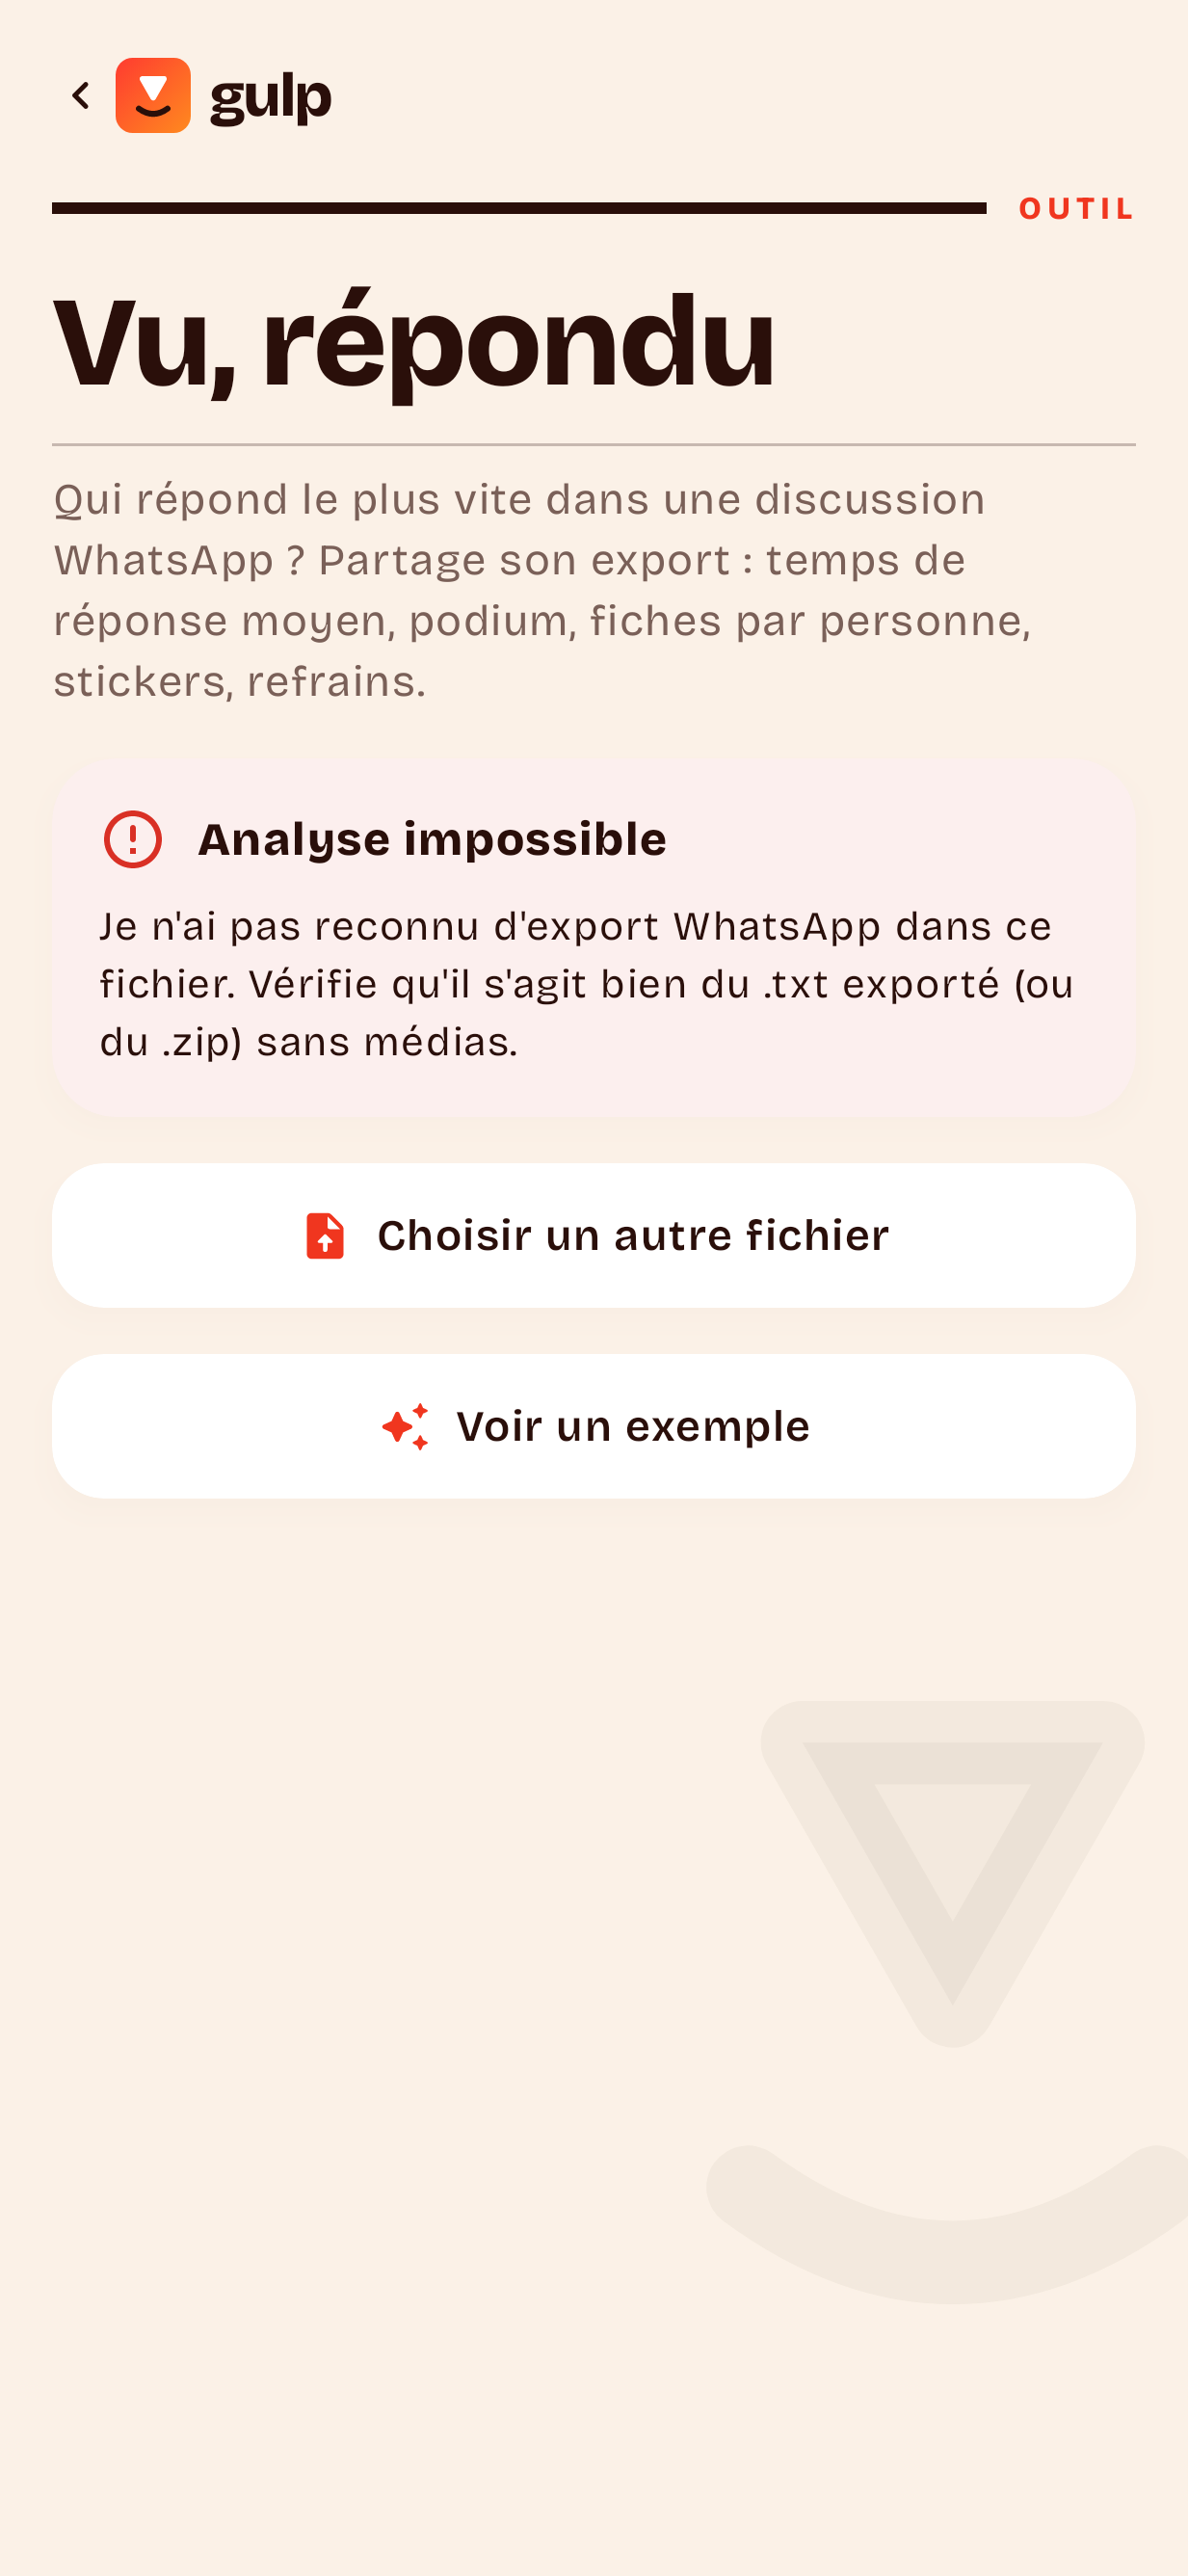 gulp
OUTIL
Vu, répondu
Qui répond le plus vite dans une discussion
WhatsApp ? Partage son export : temps de
réponse moyen, podium, fiches par personne,
stickers, refrains.
Analyse impossible
Je n'ai pas reconnu d'export WhatsApp dans ce
fichier. Vérifie qu'il s'agit bien du .txt exporté (ou
du .zip) sans médias.
Choisir un autre fichier
Voir un exemple